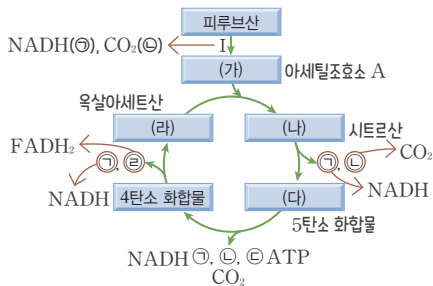 피루브산
NADH(㉠), CO₂(㉡) I
(가) 아세틸조효소 A
옥살아세트산
(라) (나) 시트르산
FADH₂ ㉠, ㉣ ㉠, ㉡ CO₂
NADH 4탄소 화합물 (다) NADH
5탄소 화합물
NADH ㉠, ㉡, ㉢ ATP
CO₂